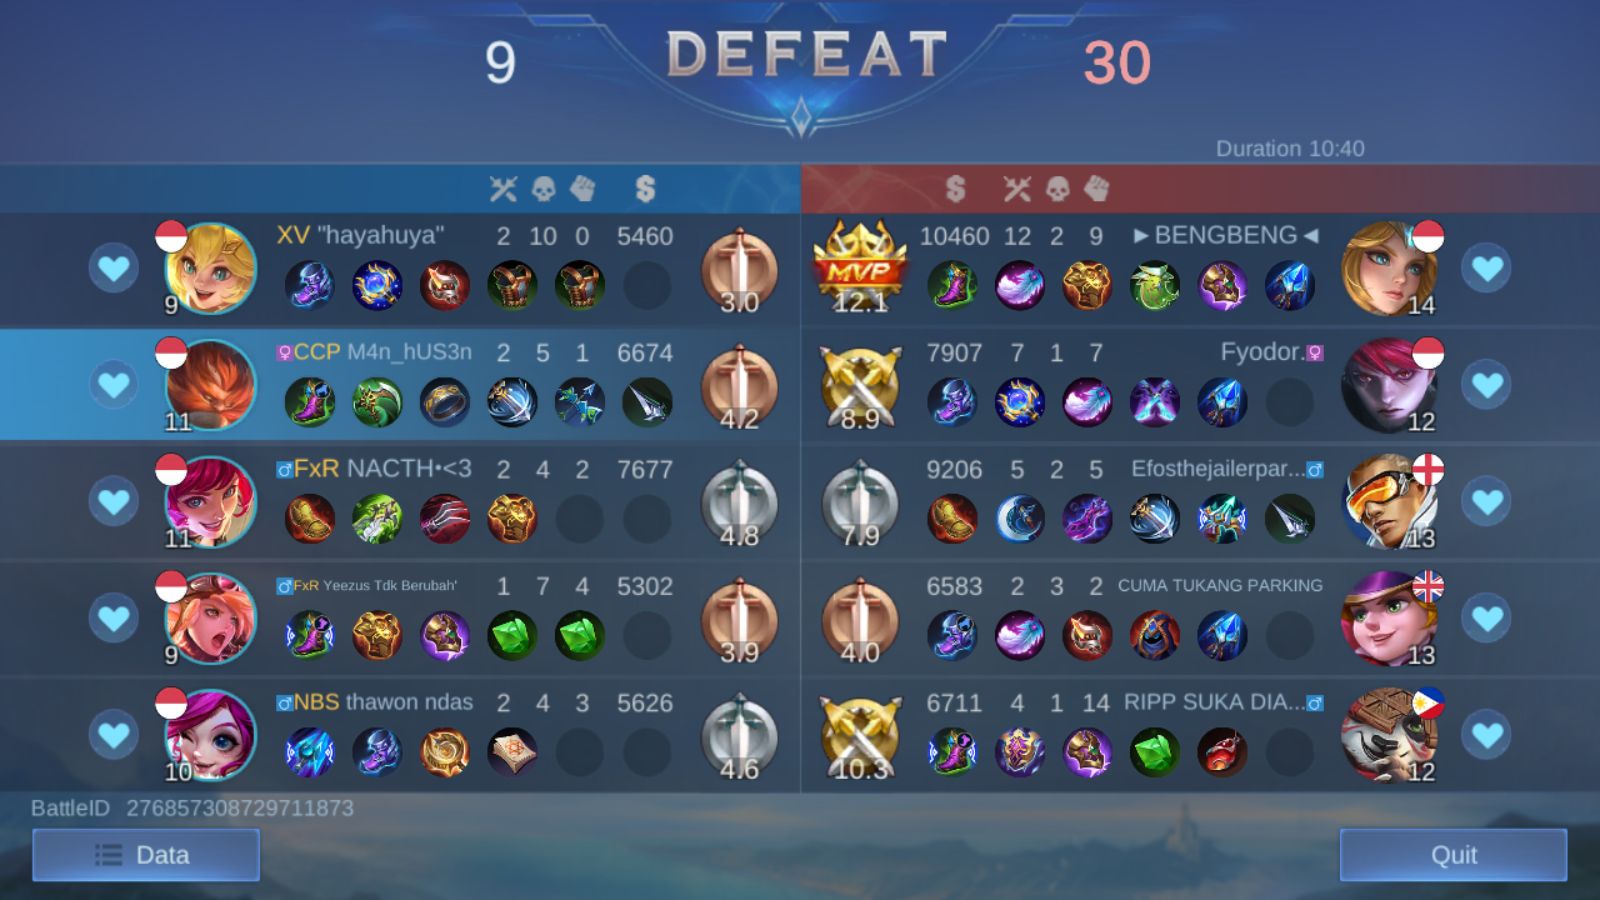 9 DEFEAT 30
Duration 10:40
XV "hayahuya" 2 10 0 5460
9
3.0
MVP
12.1
10460 12 2 9 ►BENGBENG◄
14
♀CCP M4n_hUS3n 2 5 1 6674
11
4.2
8.9
7907 7 1 7 Fyodor.♀
12
♂FxR NACTH•<3 2 4 2 7677
11
4.8
7.9
9206 5 2 5 Efosthejailerpar...♂
13
♂FxR Yeezus Tdk Berubah' 1 7 4 5302
9
3.9
4.0
6583 2 3 2 CUMA TUKANG PARKING
13
♂NBS thawon ndas 2 4 3 5626
10
4.6
10.3
6711 4 1 14 RIPP SUKA DIA...♂
12
BattleID 276857308729711873
Data
Quit